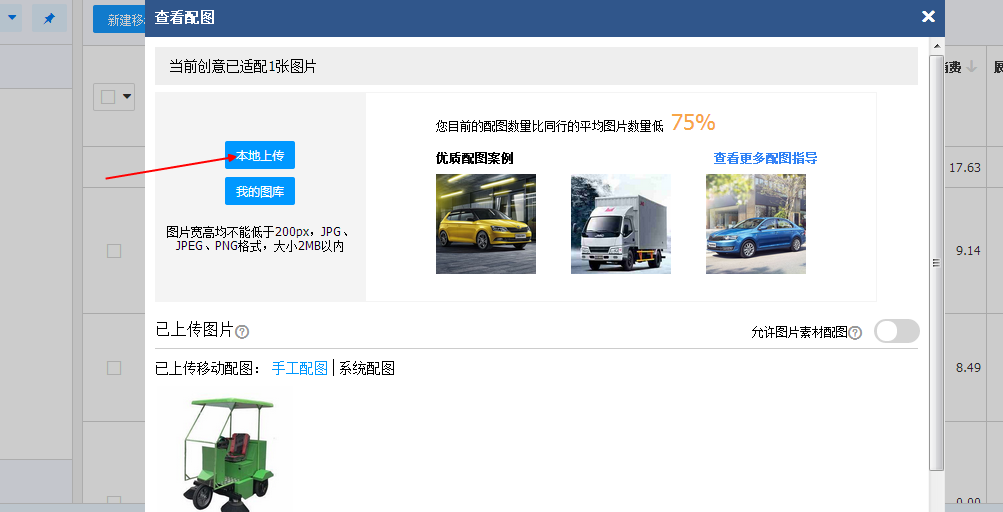 新建移
查看配图
当前创意已适配1张图片
消费
展
本地上传
我的图库
图片宽高均不能低于200px，JPG、
JPEG、PNG格式，大小2MB以内
您目前的配图数量比同行的平均图片数量低 75%
优质配图案例
查看更多配图指导
17.63
9.14
已上传图片
允许图片素材配图
已上传移动配图： 手工配图 | 系统配图
8.49
0.00